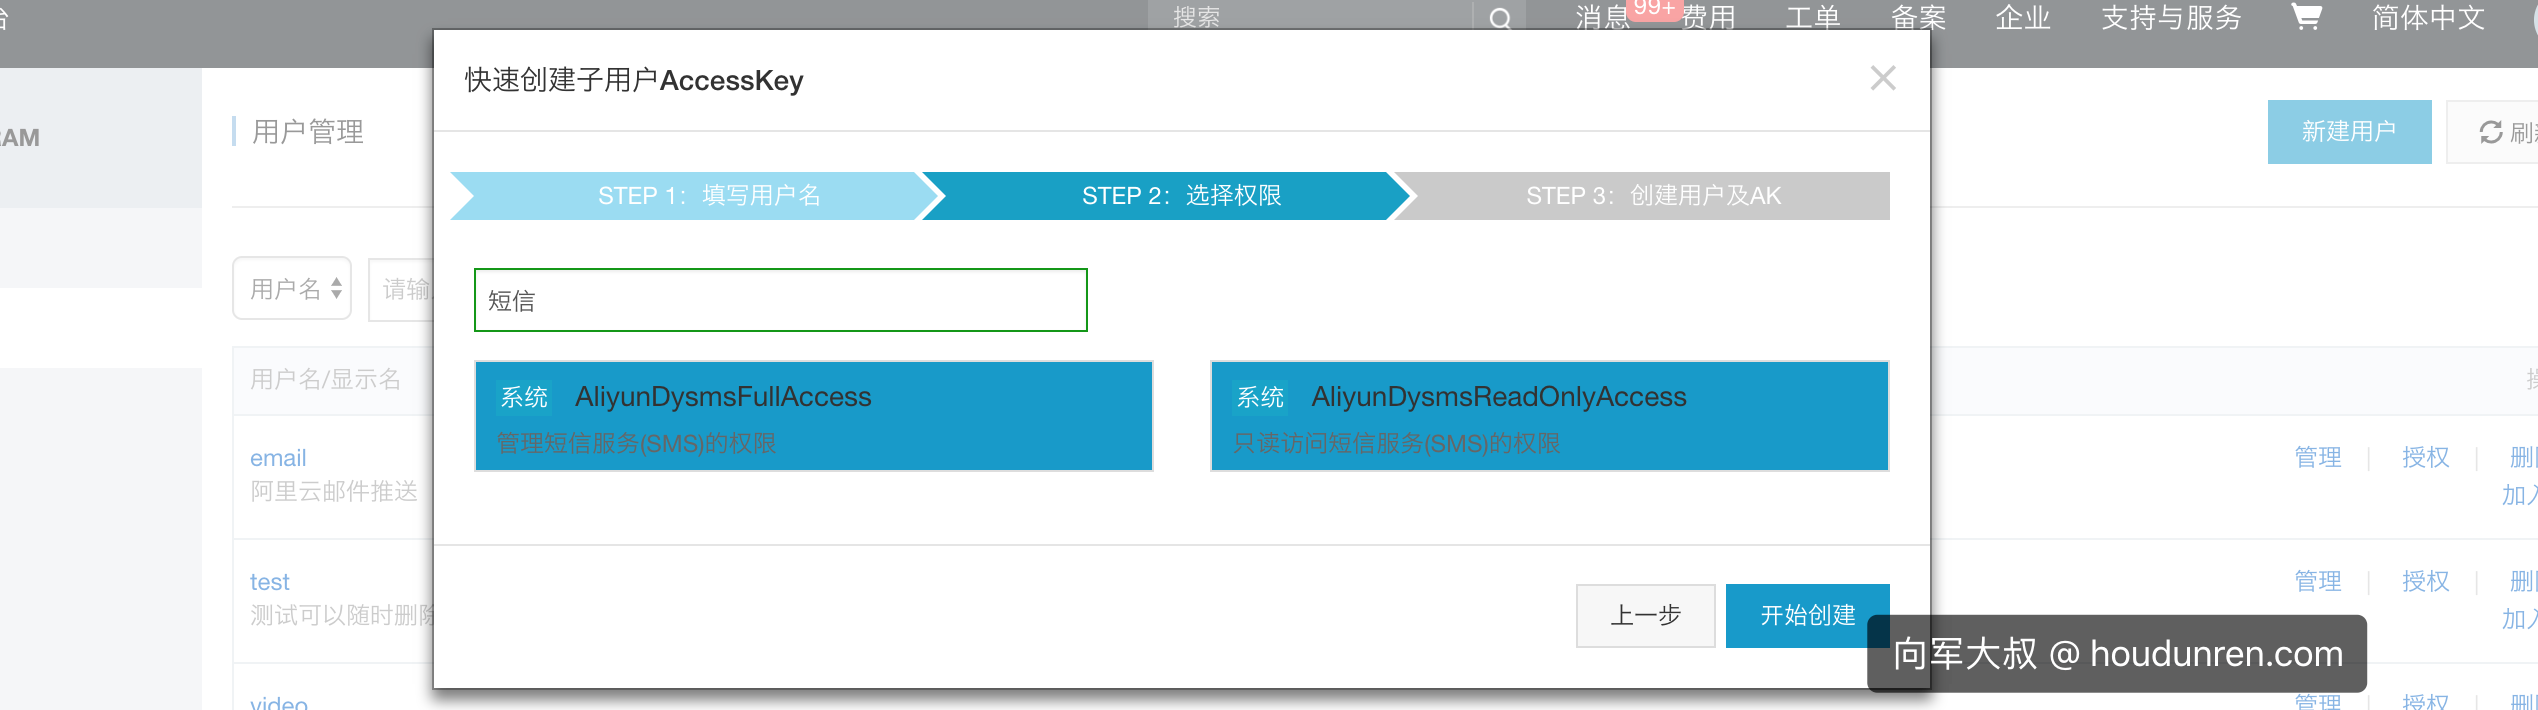 台
搜索
消息 99+ 费用 工单 备案 企业 支持与服务 简体中文
快速创建子用户AccessKey
RAM
用户管理
新建用户
刷新
STEP 1：填写用户名
STEP 2：选择权限
STEP 3：创建用户及AK
用户名
请输
短信
用户名/显示名
系统 AliyunDysmsFullAccess
管理短信服务(SMS)的权限
系统 AliyunDysmsReadOnlyAccess
只读访问短信服务(SMS)的权限
email
阿里云邮件推送
管理 授权 删
加入
test
测试可以随时删除
管理 授权 删
加入
上一步
开始创建
向军大叔 @ houdunren.com
video
管理 授权 删